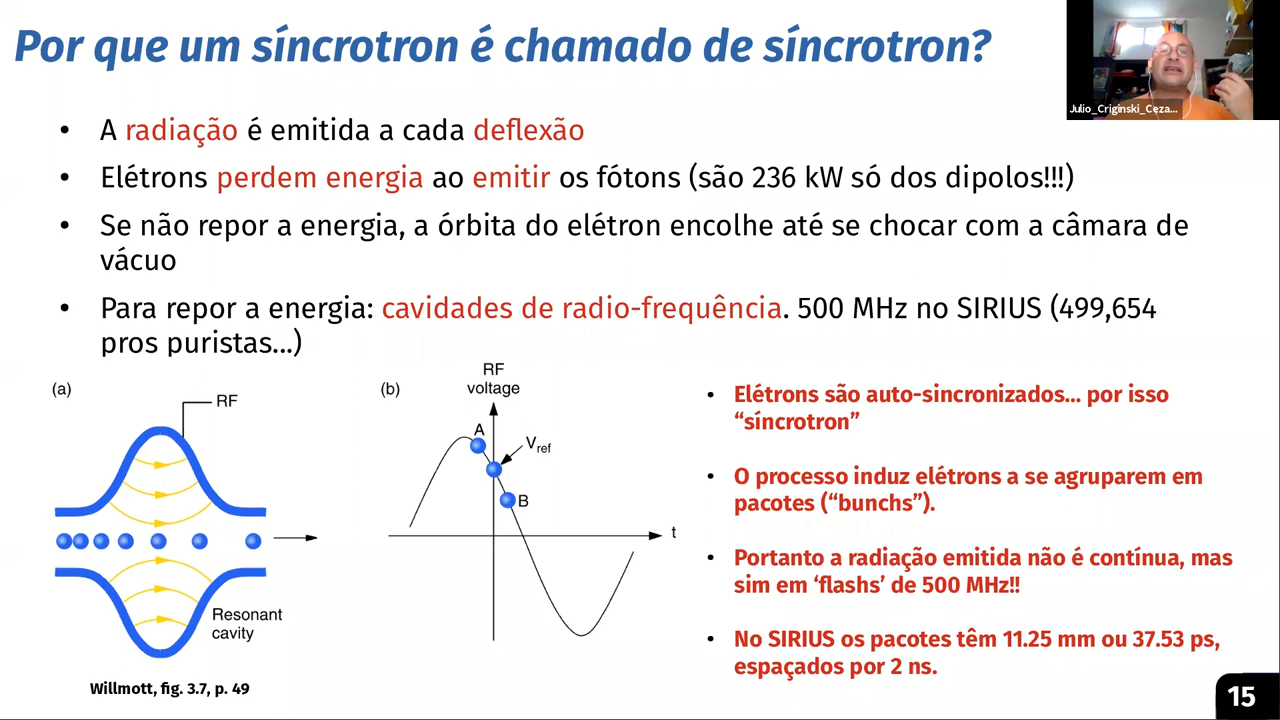 Por que um síncrotron é chamado de síncrotron?
Julio_Criginski_Ceza...
• A radiação é emitida a cada deflexão
• Elétrons perdem energia ao emitir os fótons (são 236 kW só dos dipolos!!!)
• Se não repor a energia, a órbita do elétron encolhe até se chocar com a câmara de
vácuo
• Para repor a energia: cavidades de radio-frequência. 500 MHz no SIRIUS (499,654
pros puristas...)
(a)
RF
Resonant
cavity
Willmott, fig. 3.7, p. 49
(b)
RF
voltage
A
Vref
B
t
• Elétrons são auto-sincronizados... por isso
“síncrotron”
• O processo induz elétrons a se agruparem em
pacotes (“bunchs”).
• Portanto a radiação emitida não é contínua, mas
sim em ‘flashs’ de 500 MHz!!
• No SIRIUS os pacotes têm 11.25 mm ou 37.53 ps,
espaçados por 2 ns.
15